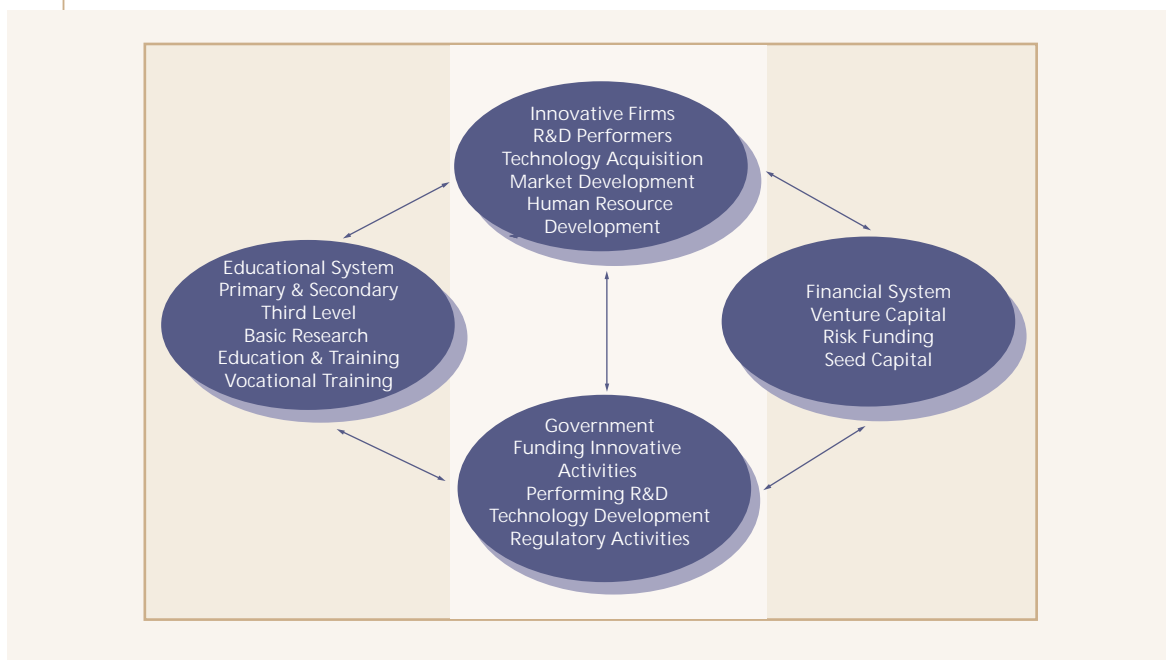 Innovative Firms
R&D Performers
Technology Acquisition
Market Development
Human Resource
Development
Educational System
Primary & Secondary
Third Level
Basic Research
Education & Training
Vocational Training
Financial System
Venture Capital
Risk Funding
Seed Capital
Government
Funding Innovative
Activities
Performing R&D
Technology Development
Regulatory Activities